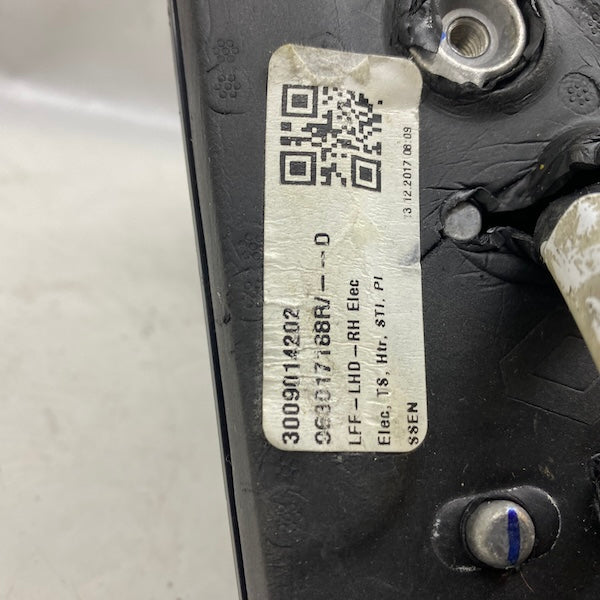 3009014202
963017168R/---D
LFF-LHD-RH Elec
Elec, TS, Htr, STI, PI
SSEN
13.12.2017 08:09